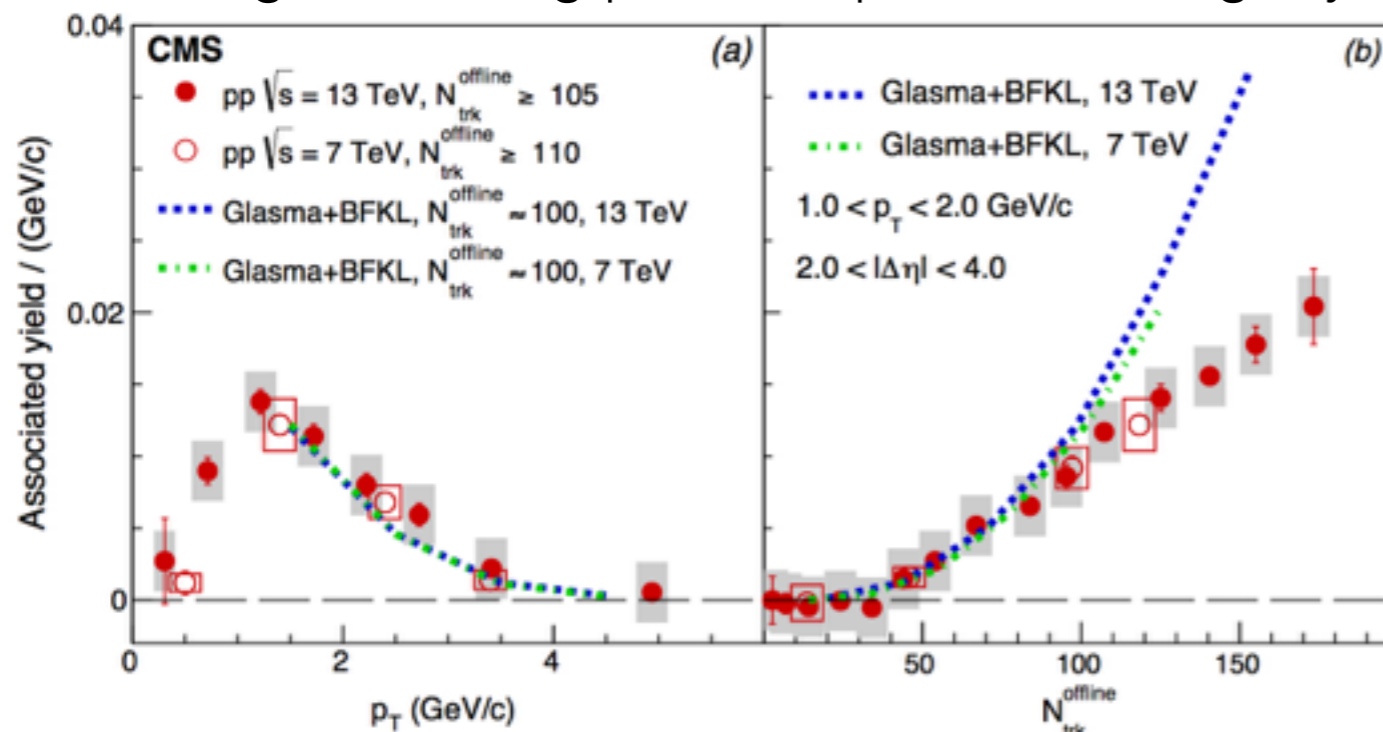 CMS
(a)
pp √s = 13 TeV, N_trk^offline ≥ 105
pp √s = 7 TeV, N_trk^offline ≥ 110
Glasma+BFKL, N_trk^offline ≈ 100, 13 TeV
Glasma+BFKL, N_trk^offline ≈ 100, 7 TeV
(b)
Glasma+BFKL, 13 TeV
Glasma+BFKL, 7 TeV
1.0 < p_T < 2.0 GeV/c
2.0 < |Δη| < 4.0
Associated yield / (GeV/c)
0.04
0.02
0
0 2 4
p_T (GeV/c)
50 100 150
N_trk^offline